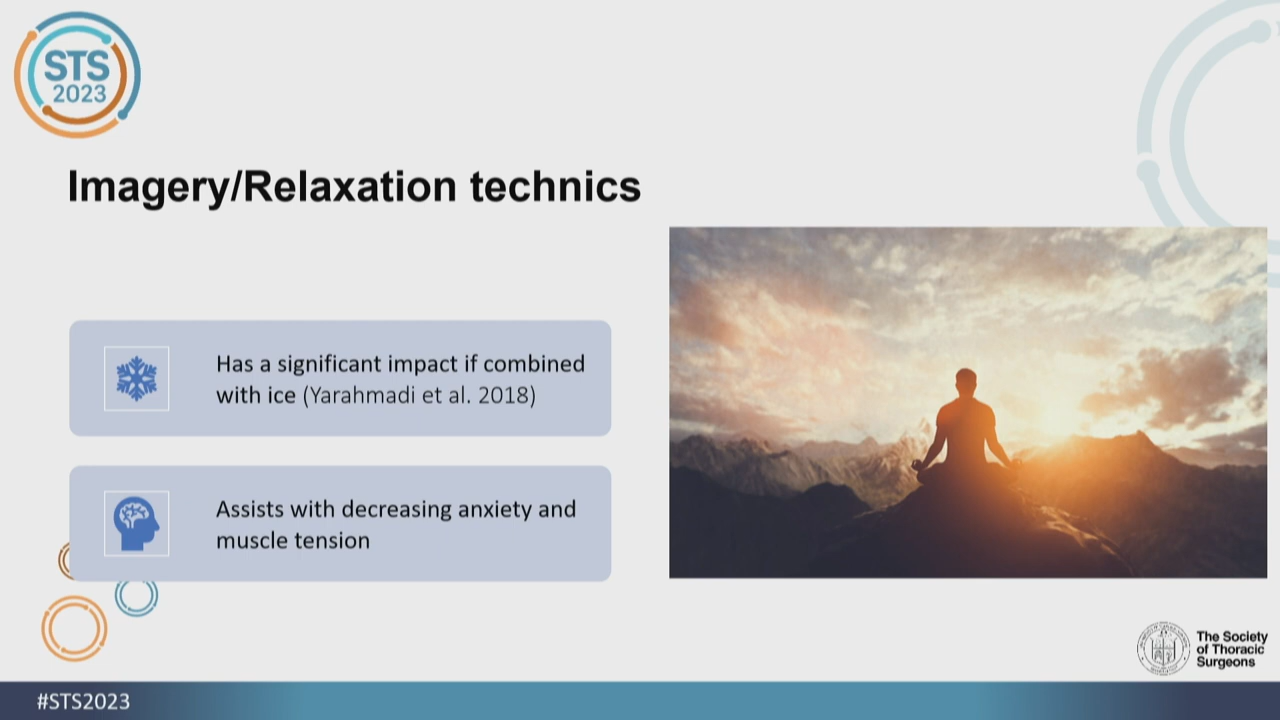 STS
2023
Imagery/Relaxation technics
Has a significant impact if combined
with ice (Yarahmadi et al. 2018)
Assists with decreasing anxiety and
muscle tension
The Society
of Thoracic
Surgeons
#STS2023